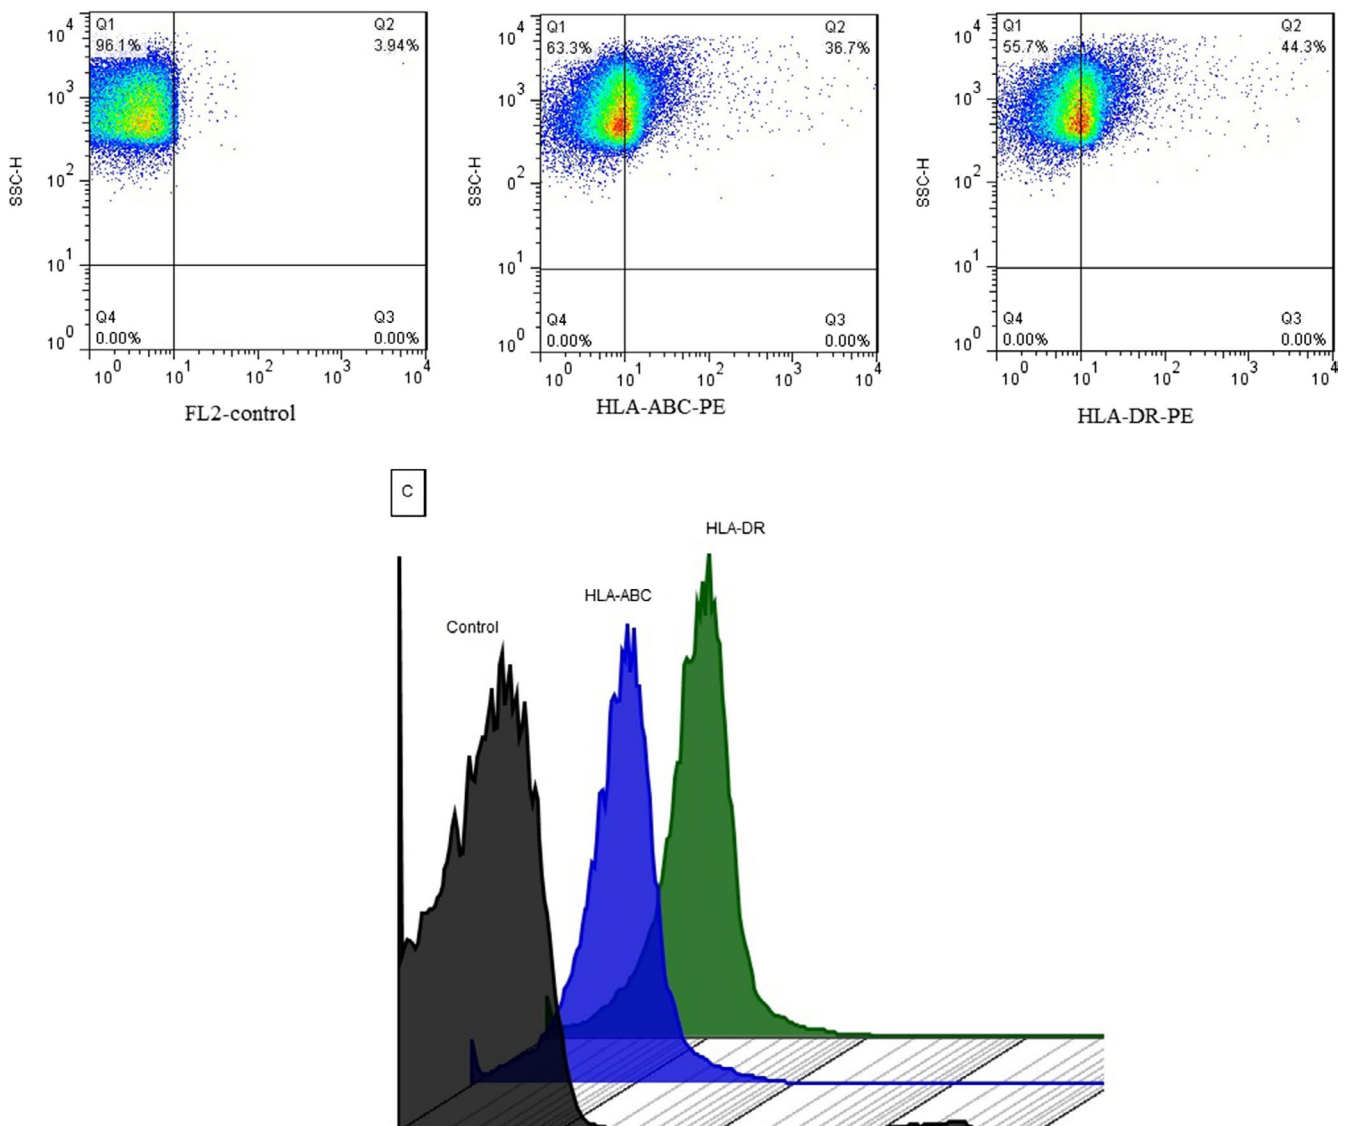 Q1
96.1%
Q2
3.94%
Q4
0.00%
Q3
0.00%
10^4
10^3
10^2
10^1
10^0
SSC-H
10^0 10^1 10^2 10^3 10^4
FL2-control
Q1
63.3%
Q2
36.7%
Q4
0.00%
Q3
0.00%
10^4
10^3
0^2
10^1
10^0
SSC-H
10^0 10^1 10^2 10^3 10^4
HLA-ABC-PE
Q1
55.7%
Q2
44.3%
Q4
0.00%
Q3
0.00%
10^4
10^3
10^2
10^1
10^0
SSC-H
10^0 10^1 10^2 10^3 10^4
HLA-DR-PE
C
HLA-DR
HLA-ABC
Control